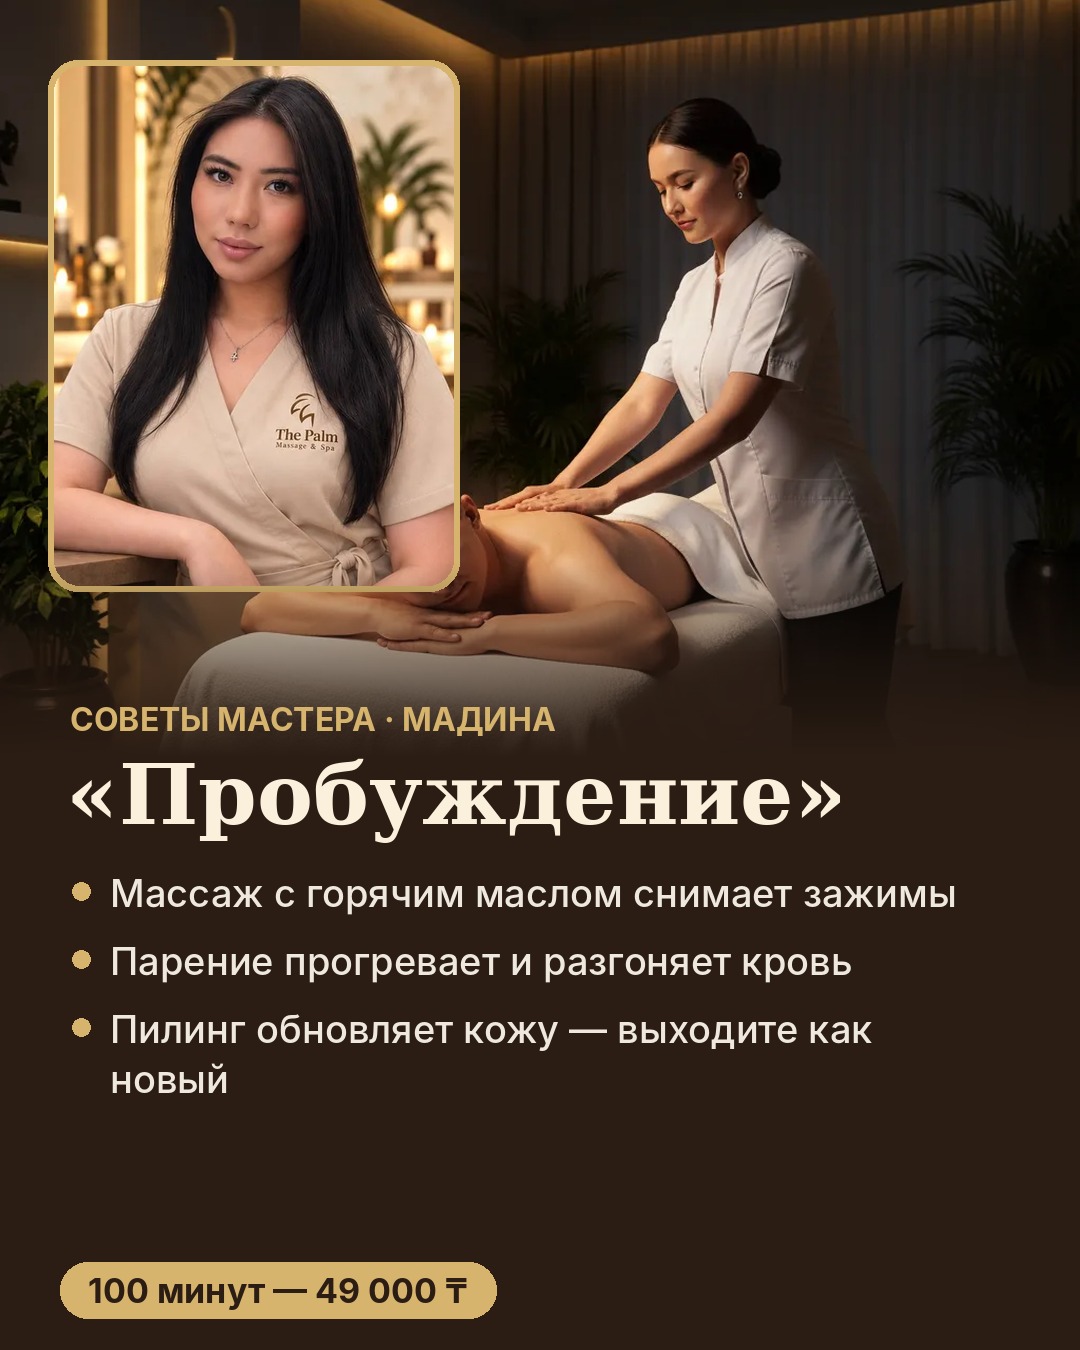 The Palm
Massage & Spa
СОВЕТЫ МАСТЕРА · МАДИНА
«Пробуждение»
Массаж с горячим маслом снимает зажимы
Парение прогревает и разгоняет кровь
Пилинг обновляет кожу — выходите как
новый
100 минут — 49 000 ₸